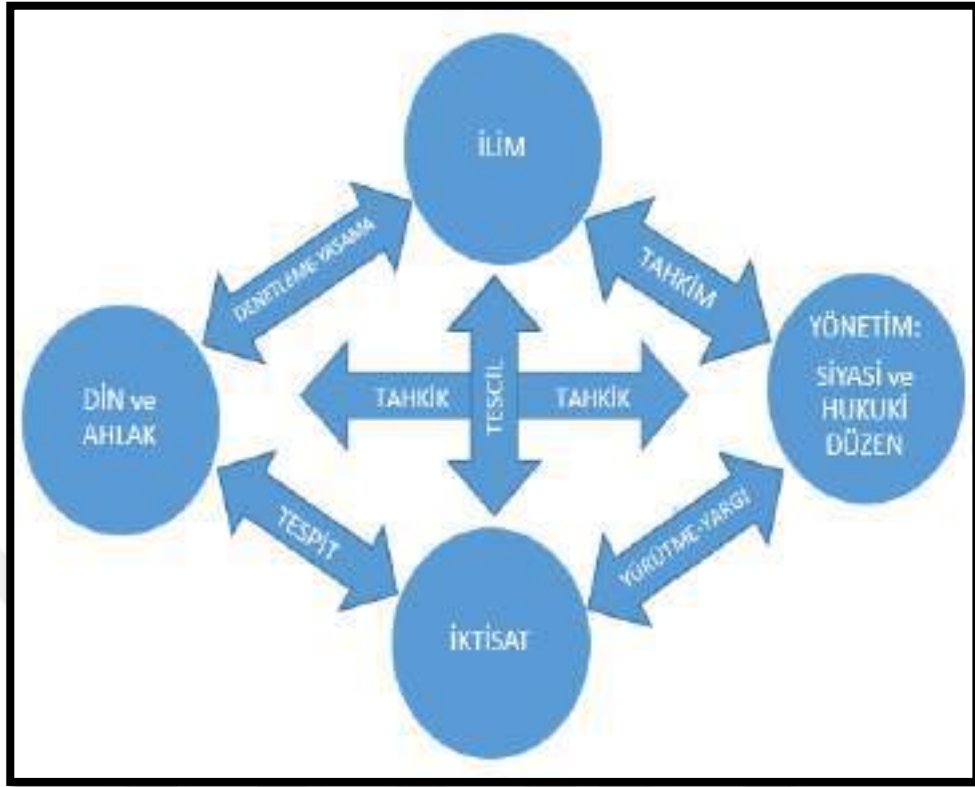 İLİM
DENETLEME-YASAMA
TAHKİM
YÖNETİM:
SİYASİ ve
HUKUKİ
DÜZEN
DİN ve
AHLAK
TAHKİK
TESCİL
TAHKİK
TESPİT
YÜRÜTME-YARGI
İKTİSAT